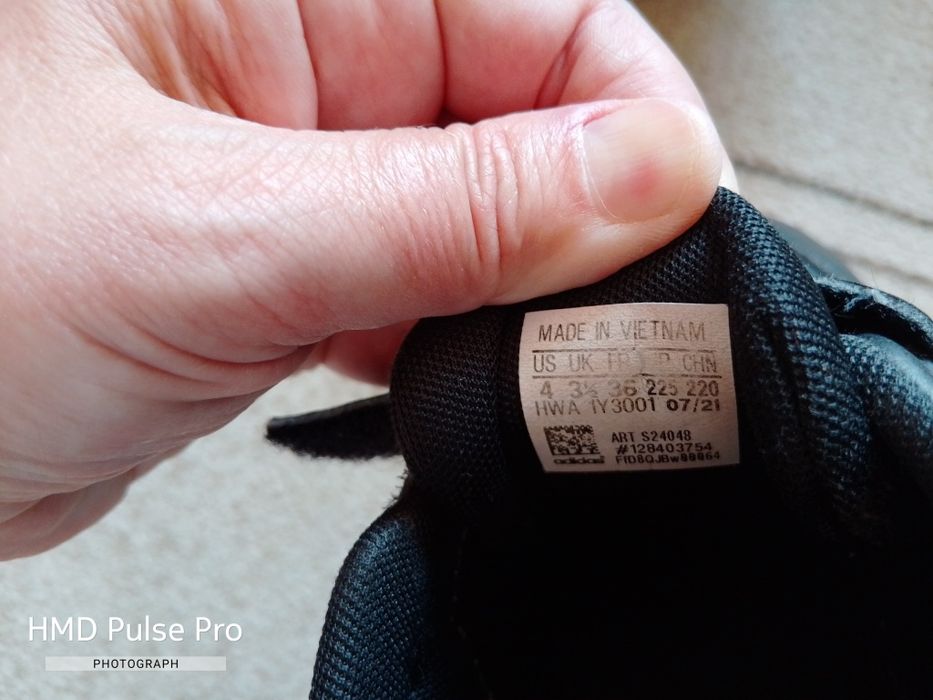 MADE IN VIETNAM
US UK FR JP CHN
4 3½ 36 225 220
HWA 1Y3001 07/21
ART S24048
#128403754
adidas
HMD Pulse Pro
PHOTOGRAPH